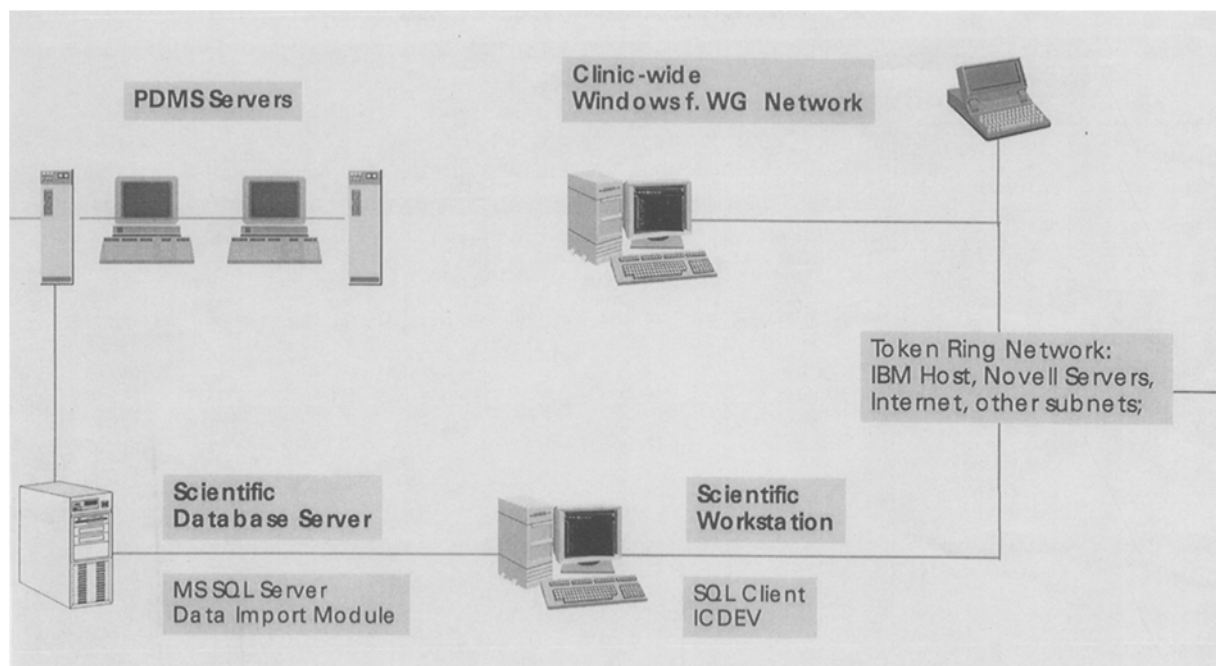 PDMS Servers
Clinic-wide
Windows f. WG Network
Token Ring Network:
IBM Host, Novell Servers,
Internet, other subnets;
Scientific
Database Server
Scientific
Workstation
MS SQL Server
Data Import Module
SQL Client
ICDEV